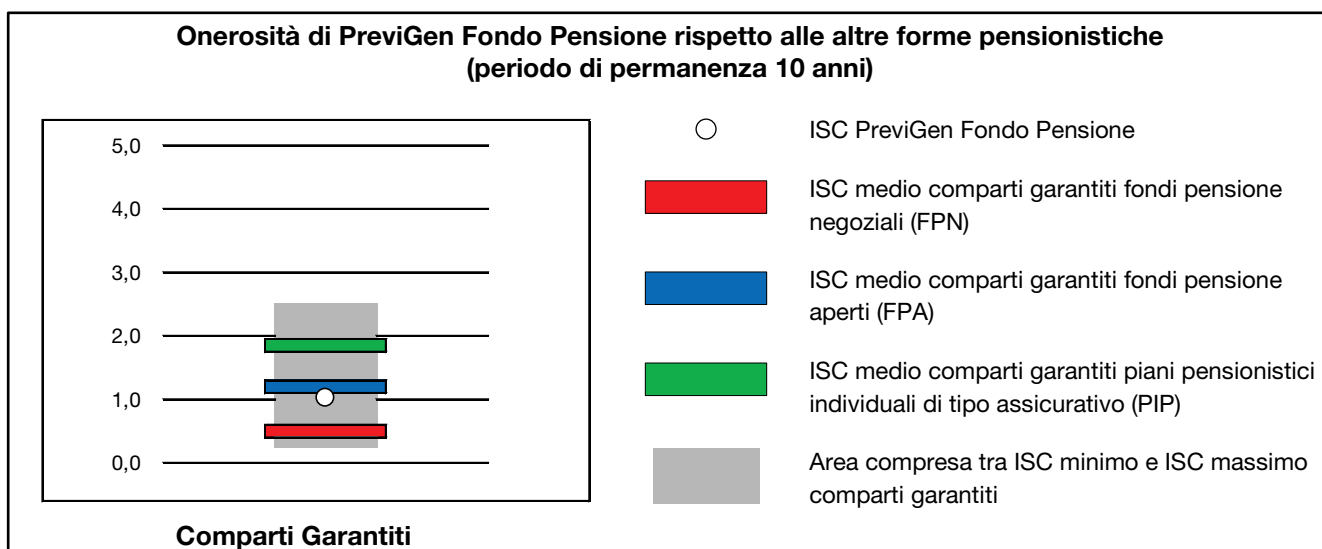 Onerosità di PreviGen Fondo Pensione rispetto alle altre forme pensionistiche
(periodo di permanenza 10 anni)
5,0
4,0
3,0
2,0
1,0
0,0
Comparti Garantiti
ISC PreviGen Fondo Pensione
ISC medio comparti garantiti fondi pensione
negoziali (FPN)
ISC medio comparti garantiti fondi pensione
aperti (FPA)
ISC medio comparti garantiti piani pensionistici
individuali di tipo assicurativo (PIP)
Area compresa tra ISC minimo e ISC massimo
comparti garantiti